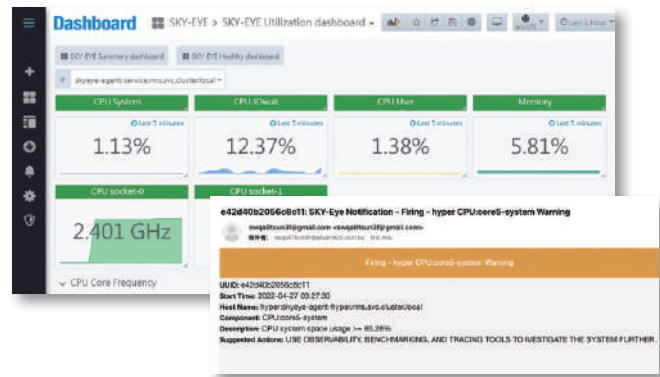 Dashboard SKY-EYE > SKY-EYE Utilization dashboard
SKY-EYE Summary dashboard SKY-EYE Healthy dashboard
CPU System CPU IOwait CPU User Memory
Last 5 minutes Last 5 minutes Last 5 minutes Last 5 minutes
1.13% 12.37% 1.38% 5.81%
CPU socket-0 CPU socket-1
2.401 GHz
CPU Core Frequency
e42d40b2056c8c11: SKY-Eye Notification - Firing - hyper CPU:core5-system Warning
Firing - hyper CPU:core5-system Warning
UUID: e42d40b2056c8c11
Start Time: 2022-04-27 03:27:20
Host Name:
Component: CPU:core5-system
Description: CPU system space usage >= 85.28%
Suggested Actions: USE OBSERVABILITY, BENCHMARKING, AND TRACING TOOLS TO IVESTIGATE THE SYSTEM FURTHER.